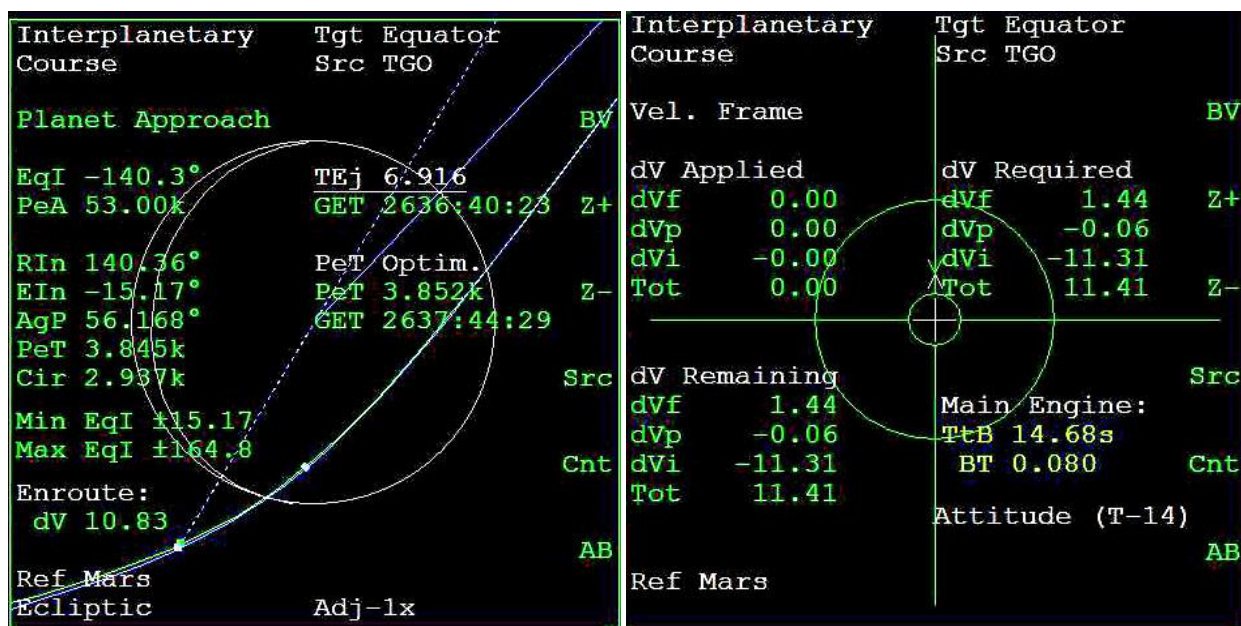 Interplanetary Tgt Equator
Course Src TGO
Planet Approach BV
EqI -140.3° TEj 6.916
PeA 53.00k GET 2636:40:23 Z+
RIn 140.36° PeT Optim.
EIn -15.17° PeT 3.852k Z-
AgP 56.168° GET 2637:44:29
PeT 3.845k
Cir 2.937k Src
Min EqI ±15.17
Max EqI ±164.8 Cnt
Enroute:
dV 10.83
AB
Ref Mars
Ecliptic Adj-1x
Interplanetary Tgt Equator
Course Src TGO
Vel. Frame BV
dV Applied dV Required
dVf 0.00 dVf 1.44 Z+
dVp 0.00 dVp -0.06
dVi -0.00 dVi -11.31
Tot 0.00 Tot 11.41 Z-
dV Remaining Src
dVf 1.44 Main Engine:
dVp -0.06 TtB 14.68s
dVi -11.31 BT 0.080 Cnt
Tot 11.41
Attitude (T-14)
AB
Ref Mars